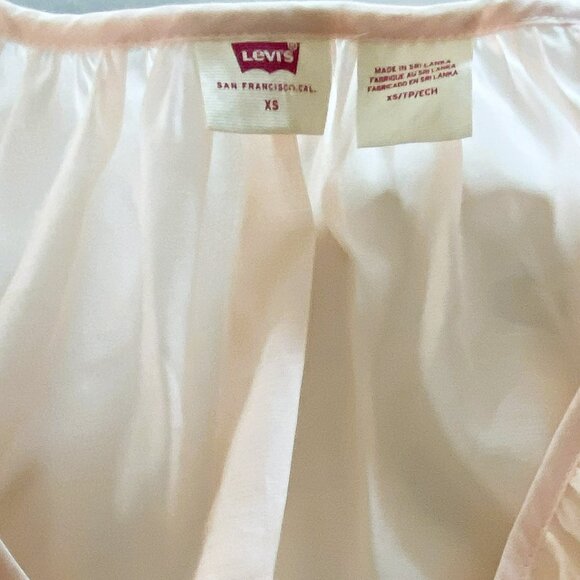 LEVI'S®
SAN FRANCISCO, CAL.
XS
MADE IN SRI LANKA
FABRIQUE AU SRI LANKA
FABRICADO EN SRI LANKA
XS/TP/ECH